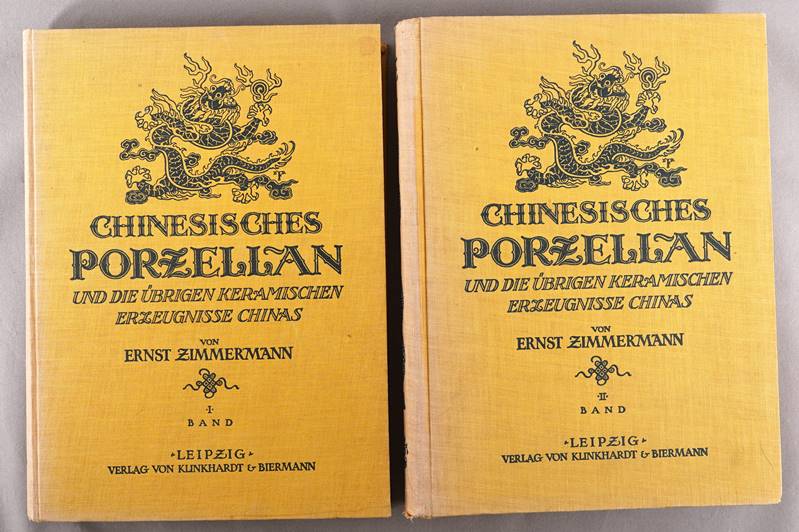 CHINESISCHES
PORZELLAN
UND DIE ÜBRIGEN KERAMISCHEN
ERZEUGNISSE CHINAS
VON
ERNST ZIMMERMANN
·I·
BAND
LEIPZIG
VERLAG VON KLINKHARDT & BIERMANN
CHINESISCHES
PORZELLAN
UND DIE ÜBRIGEN KERAMISCHEN
ERZEUGNISSE CHINAS
VON
ERNST ZIMMERMANN
·II·
BAND
LEIPZIG
VERLAG VON KLINKHARDT & BIERMANN